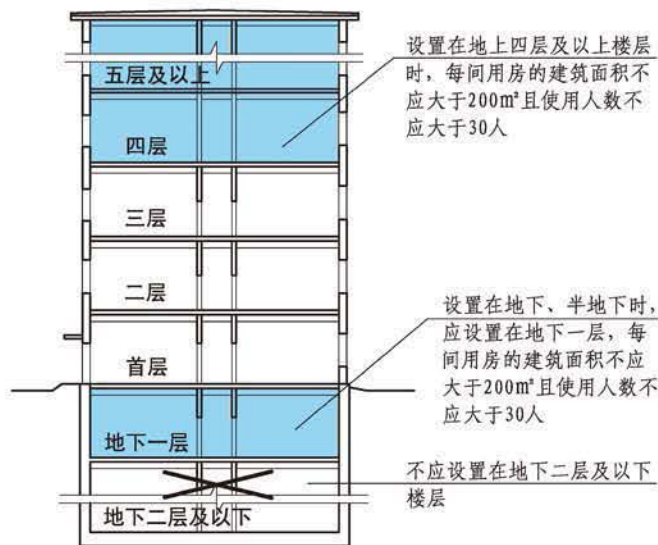 五层及以上
四层
三层
二层
首层
地下一层
地下二层及以下
设置在地上四层及以上楼层
时，每间用房的建筑面积不
应大于200m²且使用人数不
应大于30人
设置在地下、半地下时，
应设置在地下一层，每
间用房的建筑面积不应
大于200m²且使用人数不
应大于30人
不应设置在地下二层及以下
楼层